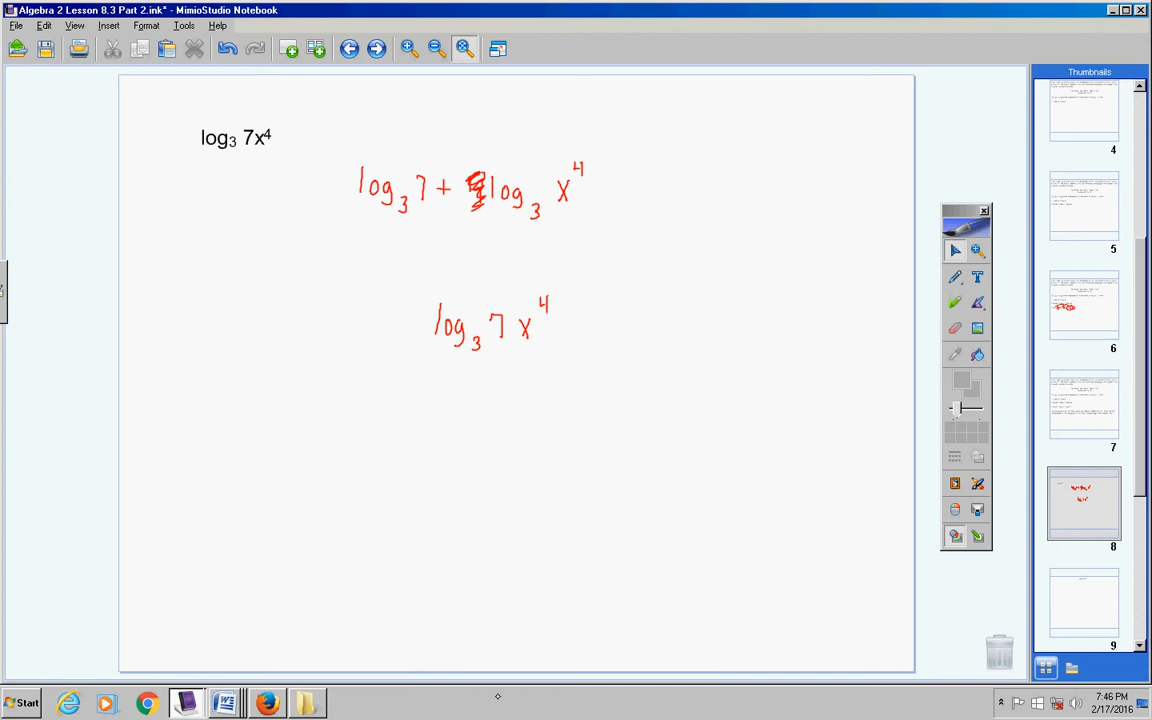 Algebra 2 Lesson 8.3 Part 2.ink* - MimioStudio Notebook
File Edit View Insert Format Tools Help
Thumbnails
log₃ 7x⁴
log₃ 7 + log₃ x⁴
log₃ 7 x⁴
4
5
6
7
8
9
T
Start
7:46 PM
2/17/2016